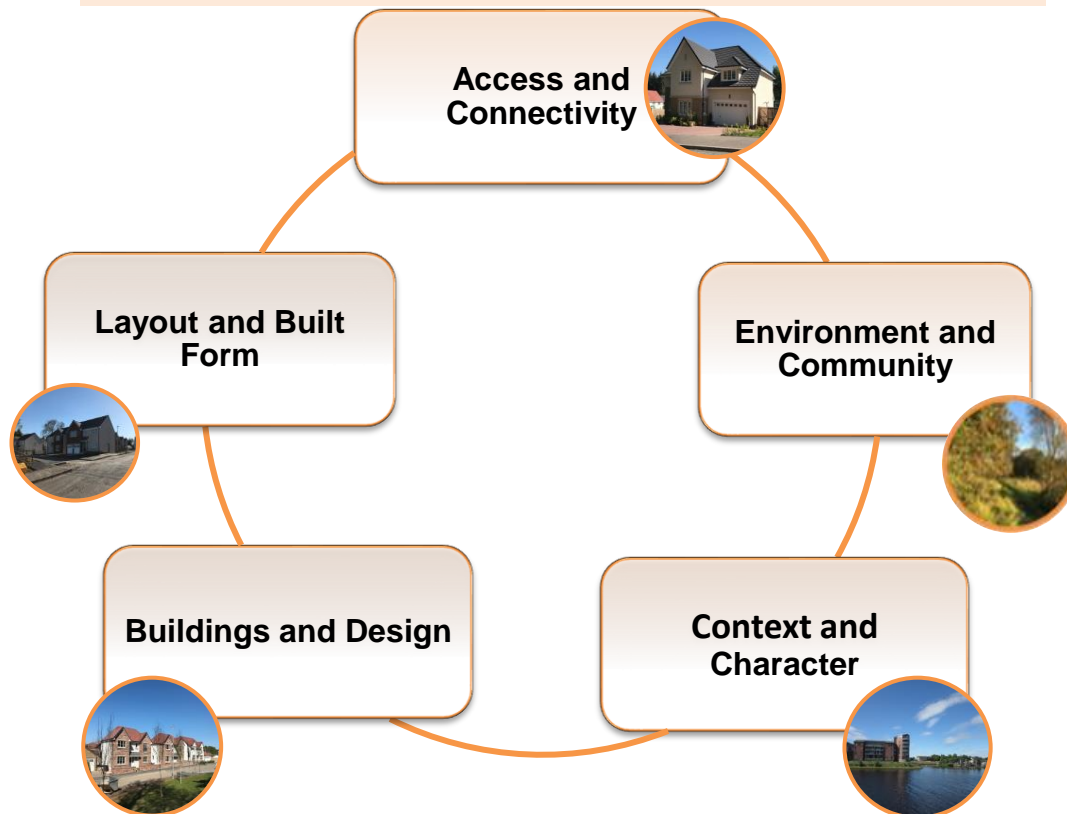 Access and
Connectivity
Layout and Built
Form
Environment and
Community
Buildings and Design
Context and
Character